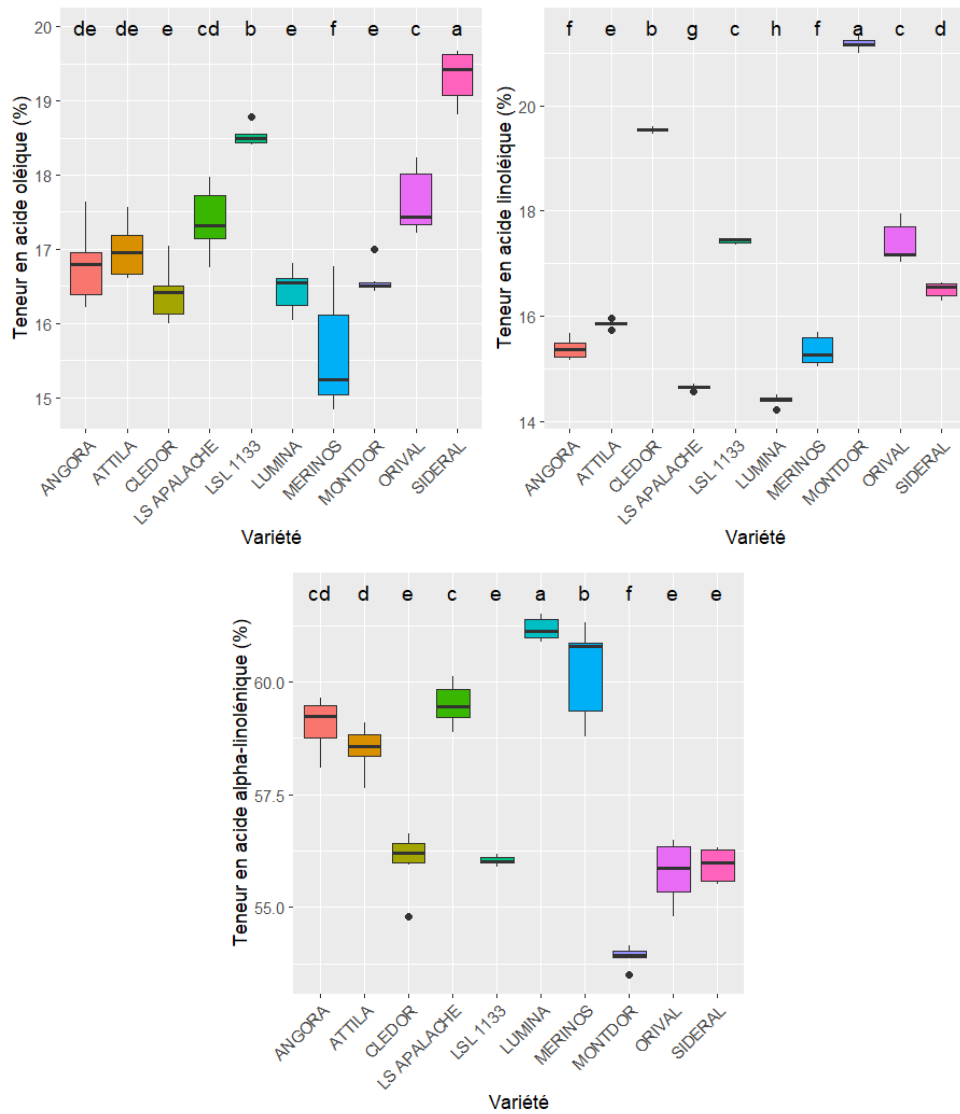 de de e cd b e f e c a
Teneur en acide oléique (%)
20
19
18
17
16
15
ANGORA
ATTILA
CLEDOR
LS APALACHE
LSL 1133
LUMINA
MERINOS
MONTDOR
ORIVAL
SIDERAL
Variété
f e b g c h f a c d
Teneur en acide linoléique (%)
20
18
16
14
ANGORA
ATTILA
CLEDOR
LS APALACHE
LSL 1133
LUMINA
MERINOS
MONTDOR
ORIVAL
SIDERAL
Variété
cd d e c e a b f e e
Teneur en acide alpha-linolénique (%)
60.0
57.5
55.0
ANGORA
ATTILA
CLEDOR
LS APALACHE
LSL 1133
LUMINA
MERINOS
MONTDOR
ORIVAL
SIDERAL
Variété